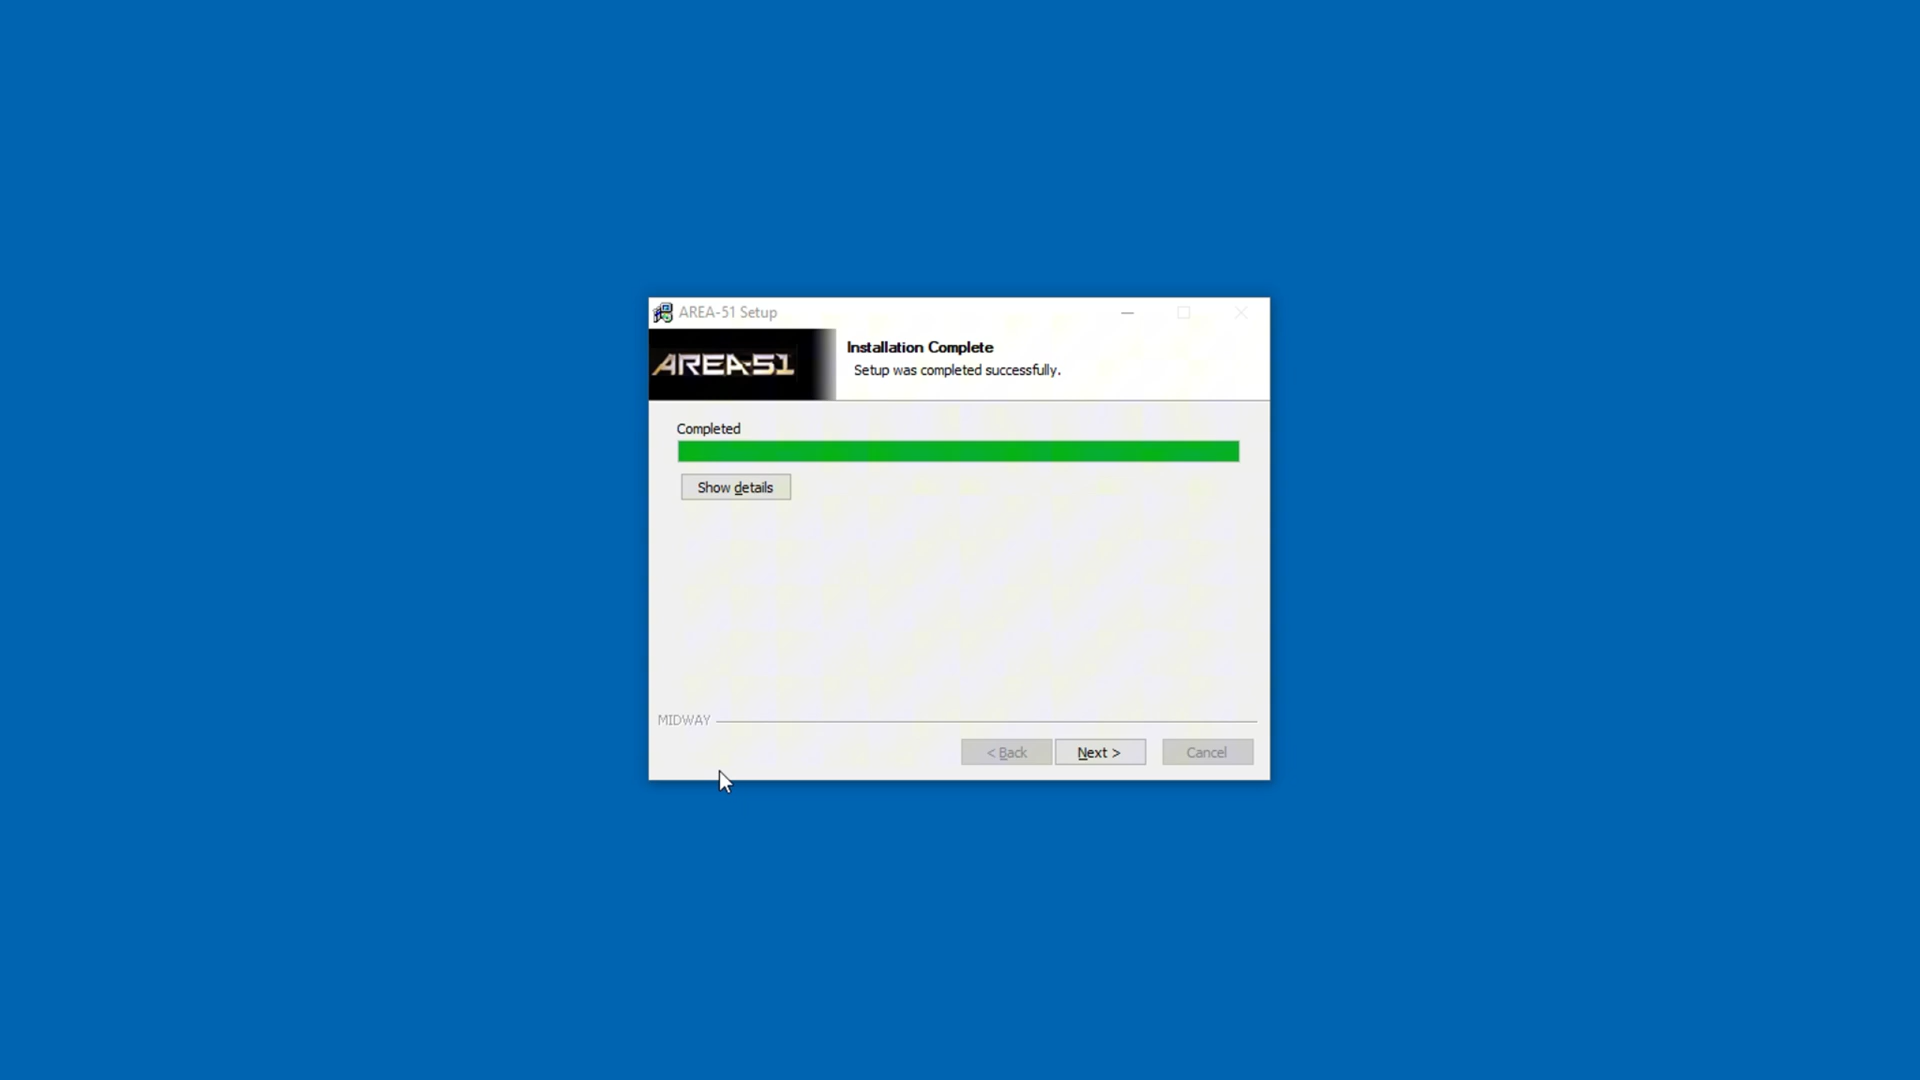 AREA-51 Setup
AREA-51
Installation Complete
Setup was completed successfully.
Completed
Show details
MIDWAY
< Back
Next >
Cancel